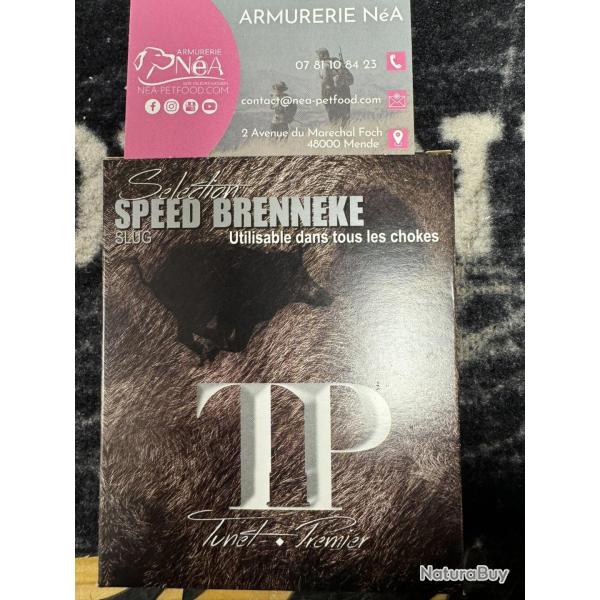 ARMURERIE NéA
ARMURERIE
NéA
NEA-PETFOOD.COM
07 81 10 84 23
contact@nea-petfood.com
2 Avenue du Marechal Foch
48000 Mende
Selection
SPEED BRENNEKE
SLUG
Utilisable dans tous les chokes
TP
Tunet Premier
NaturaBuy